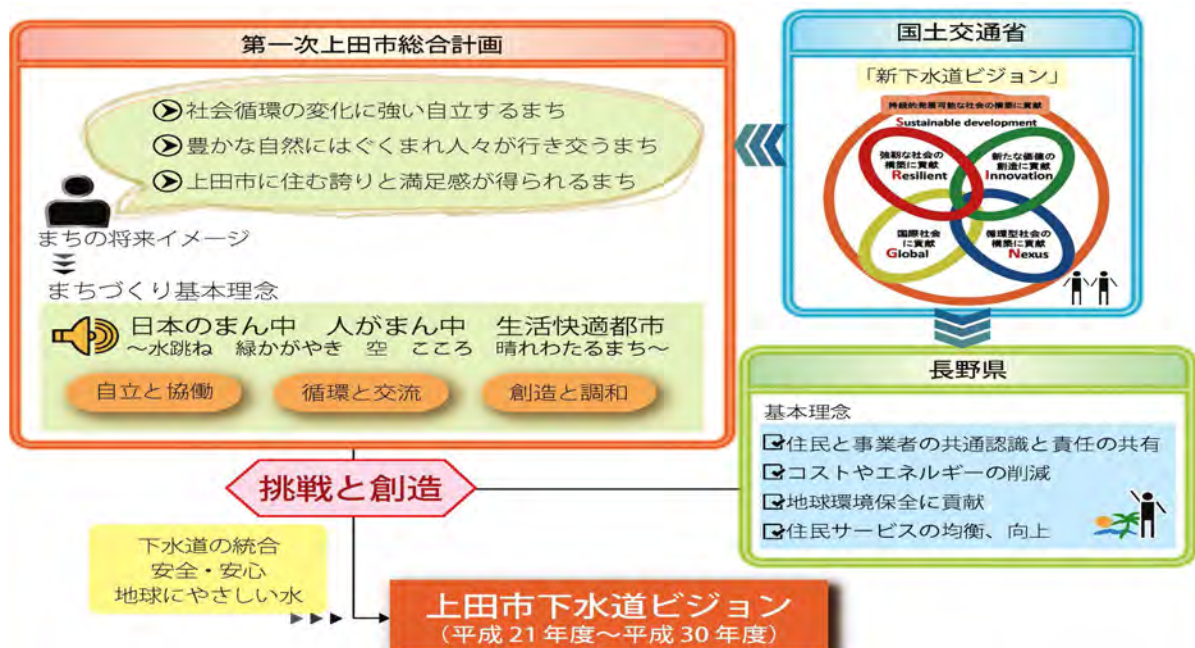 第一次上田市総合計画
社会循環の変化に強い自立するまち
豊かな自然にはぐくまれ人々が行き交うまち
上田市に住む誇りと満足感が得られるまち
まちの将来イメージ
まちづくり基本理念
日本のまん中 人がまん中 生活快適都市
～水跳ね 緑かがやき 空 こころ 晴れわたるまち～
自立と協働
循環と交流
創造と調和
国土交通省
「新下水道ビジョン」
持続的発展可能な社会の構築に貢献
Sustainable development
強靱な社会の
構築に貢献
Resilient
新たな価値の
創造に貢献
Innovation
国際社会
に貢献
Global
循環型社会の
構築に貢献
Nexus
長野県
基本理念
住民と事業者の共通認識と責任の共有
コストやエネルギーの削減
地球環境保全に貢献
住民サービスの均衡、向上
挑戦と創造
下水道の統合
安全・安心
地球にやさしい水
上田市下水道ビジョン
（平成21年度～平成30年度）